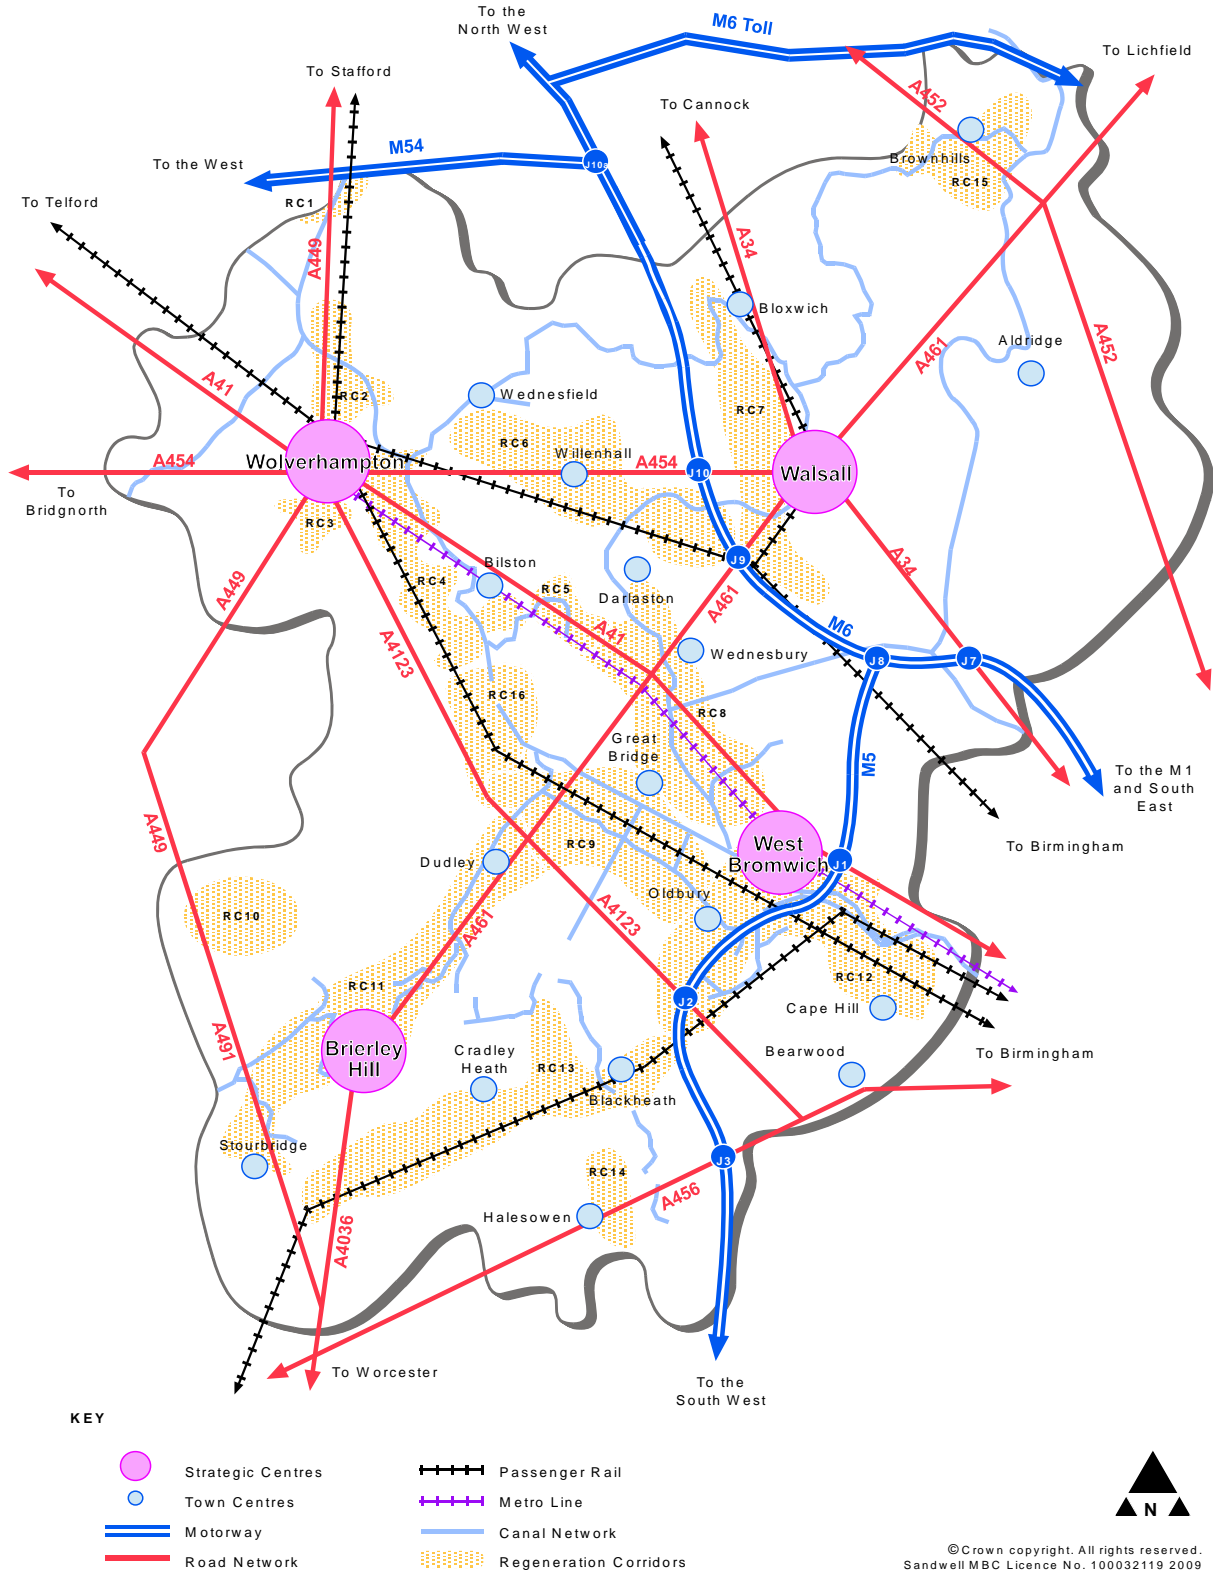 To the
North West
M6 Toll
To Lichfield
To Stafford
A452
To Cannock
M54
To the West
J10a
Brownhills
RC15
To Telford
RC1
A449
A34
Bloxwich
Aldridge
A461
A452
A41
RC2
Wednesfield
RC7
RC6
Willenhall
Wolverhampton
A454
A454
J10
Walsall
To
Bridgnorth
RC3
Bilston
J9
A34
RC4
RC5
Darlaston
A449
A461
A41
M6
A4123
Wednesbury
J8
J7
RC16
RC8
Great
Bridge
M5
To the M1
and South
East
A449
RC9
West
Bromwich
To Birmingham
Dudley
J1
Oldbury
RC10
A461
A4123
RC12
RC11
J2
Cape Hill
A491
Brierley
Hill
Cradley
Heath
RC13
Bearwood
To Birmingham
Blackheath
Stourbridge
J3
RC14
A456
Halesowen
A4036
To Worcester
To the
South West
KEY
Strategic Centres
Passenger Rail
Town Centres
Metro Line
N
Motorway
Canal Network
Road Network
Regeneration Corridors
©Crown copyright. All rights reserved.
Sandwell MBC Licence No. 100032119 2009